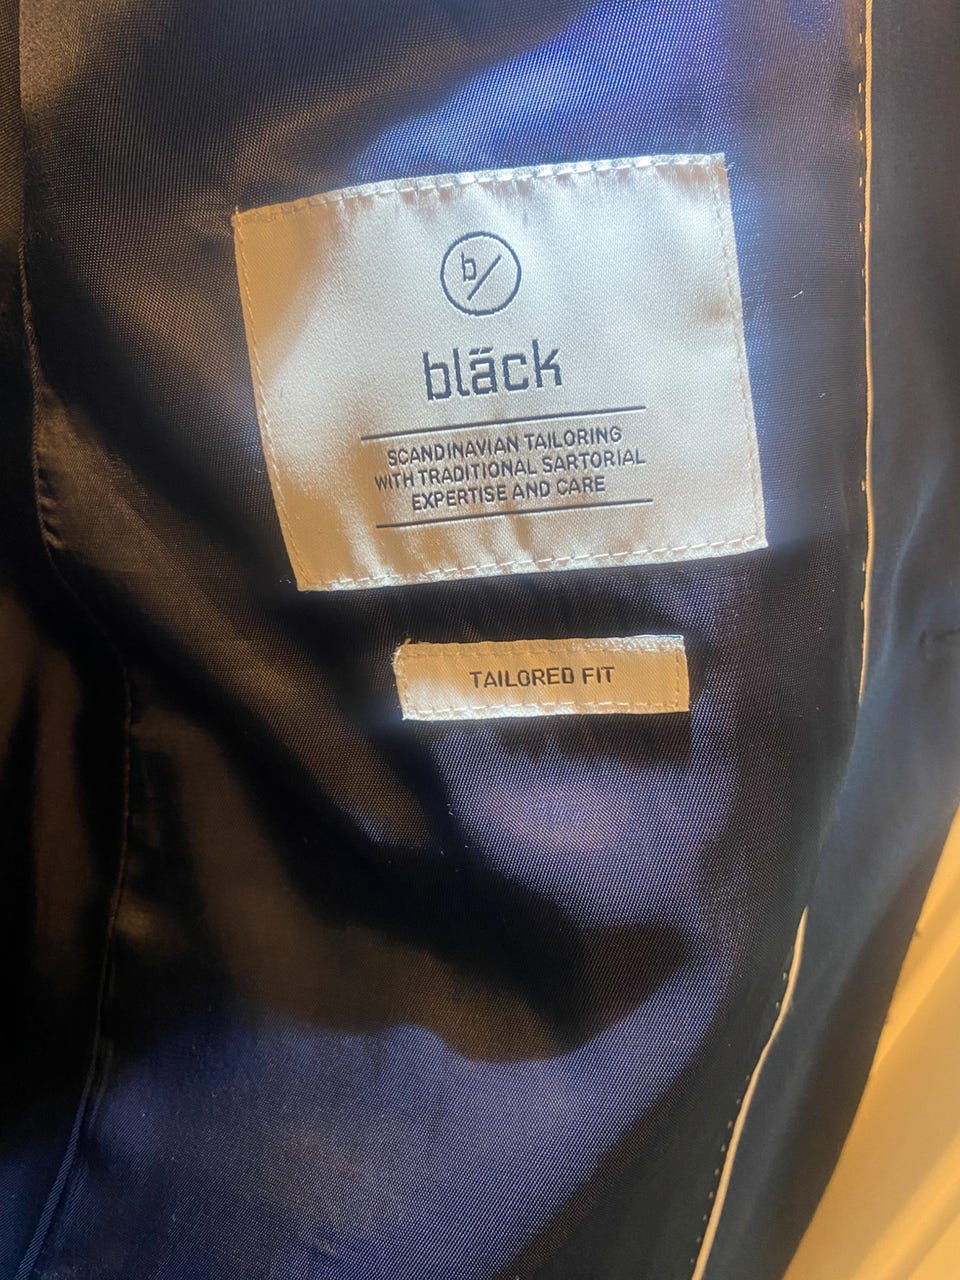 b/
bläck
SCANDINAVIAN TAILORING
WITH TRADITIONAL SARTORIAL
EXPERTISE AND CARE
TAILORED FIT